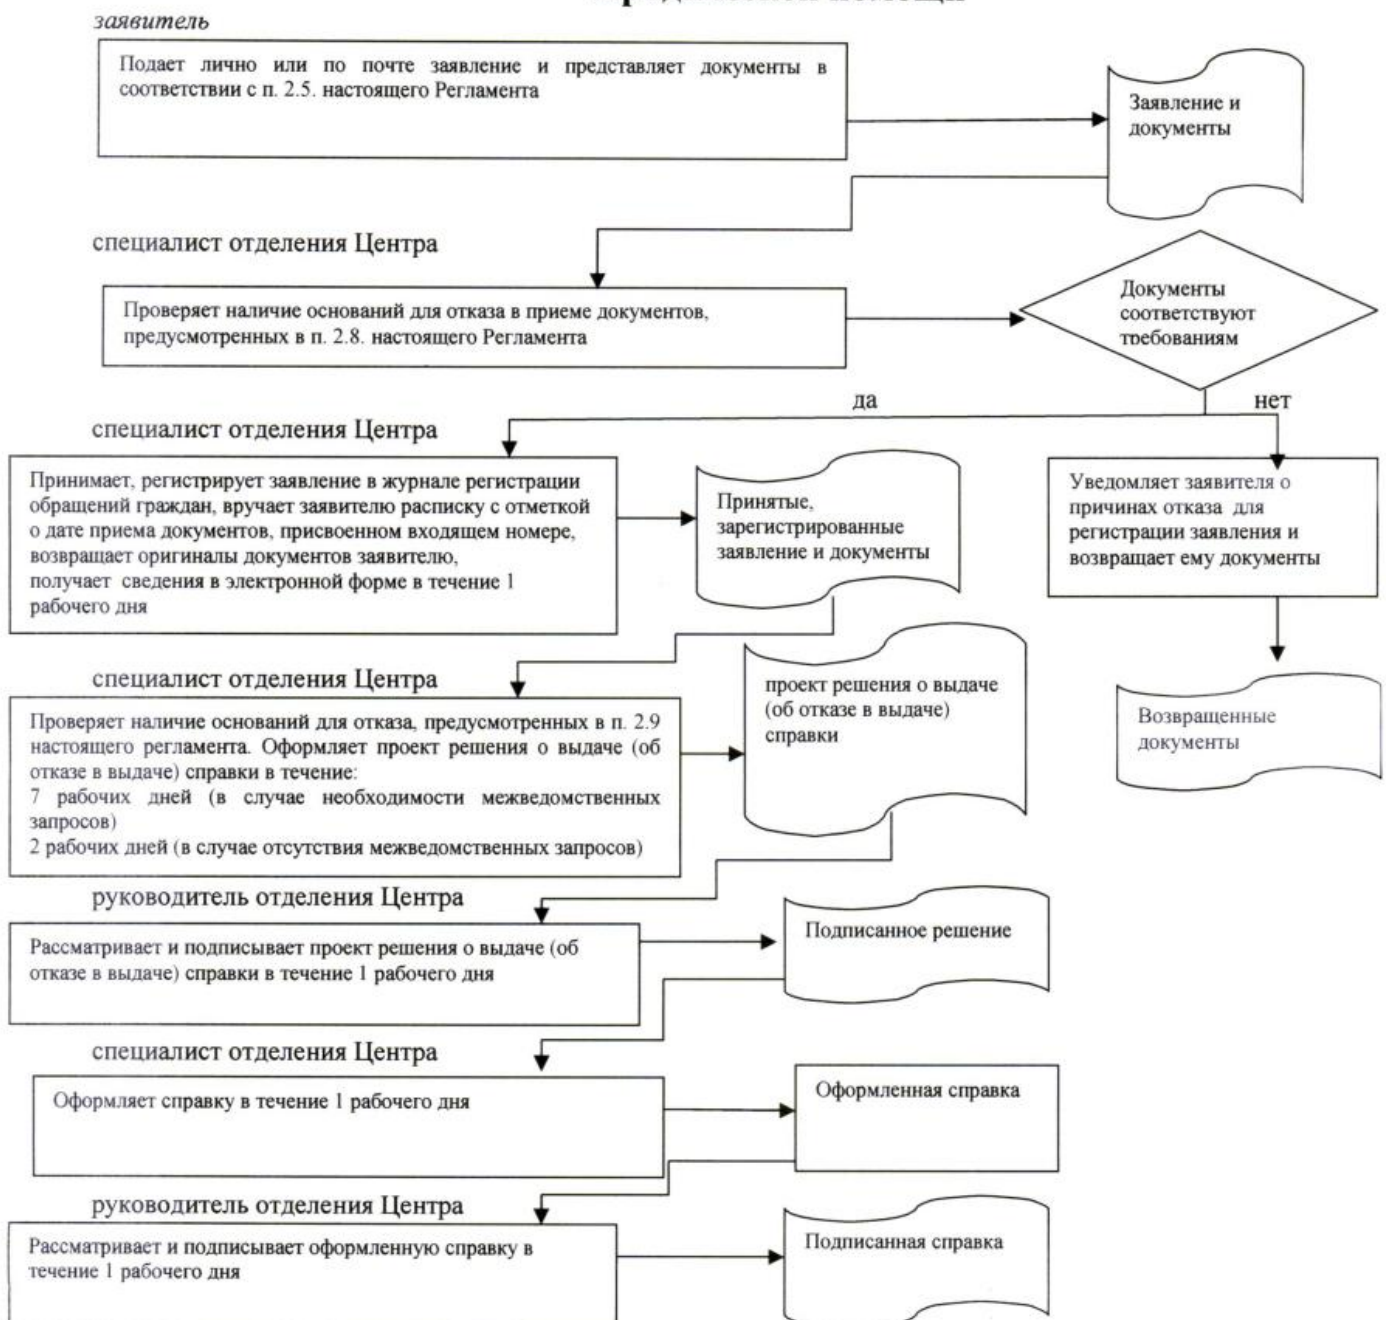 заявитель
Подает лично или по почте заявление и представляет документы в
соответствии с п. 2.5. настоящего Регламента
Заявление и
документы
специалист отделения Центра
Проверяет наличие оснований для отказа в приеме документов,
предусмотренных в п. 2.8. настоящего Регламента
Документы
соответствуют
требованиям
да
нет
специалист отделения Центра
Принимает, регистрирует заявление в журнале регистрации
обращений граждан, вручает заявителю расписку с отметкой
о дате приема документов, присвоенном входящем номере,
возвращает оригиналы документов заявителю,
получает сведения в электронной форме в течение 1
рабочего дня
Принятые,
зарегистрированные
заявление и документы
Уведомляет заявителя о
причинах отказа для
регистрации заявления и
возвращает ему документы
специалист отделения Центра
Проверяет наличие оснований для отказа, предусмотренных в п. 2.9
настоящего регламента. Оформляет проект решения о выдаче (об
отказе в выдаче) справки в течение:
7 рабочих дней (в случае необходимости межведомственных
запросов)
2 рабочих дней (в случае отсутствия межведомственных запросов)
проект решения о выдаче
(об отказе в выдаче)
справки
Возвращенные
документы
руководитель отделения Центра
Рассматривает и подписывает проект решения о выдаче (об
отказе в выдаче) справки в течение 1 рабочего дня
Подписанное решение
специалист отделения Центра
Оформляет справку в течение 1 рабочего дня
Оформленная справка
руководитель отделения Центра
Рассматривает и подписывает оформленную справку в
течение 1 рабочего дня
Подписанная справка